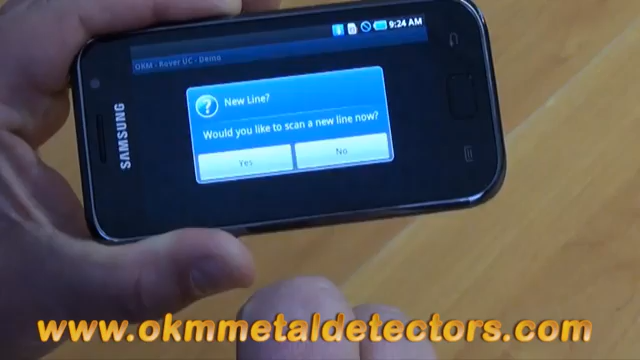 9:24 AM
OKM - Rover UC - Demo
New Line?
Would you like to scan a new line now?
Yes
No
SAMSUNG
www.okmmetaldetectors.com